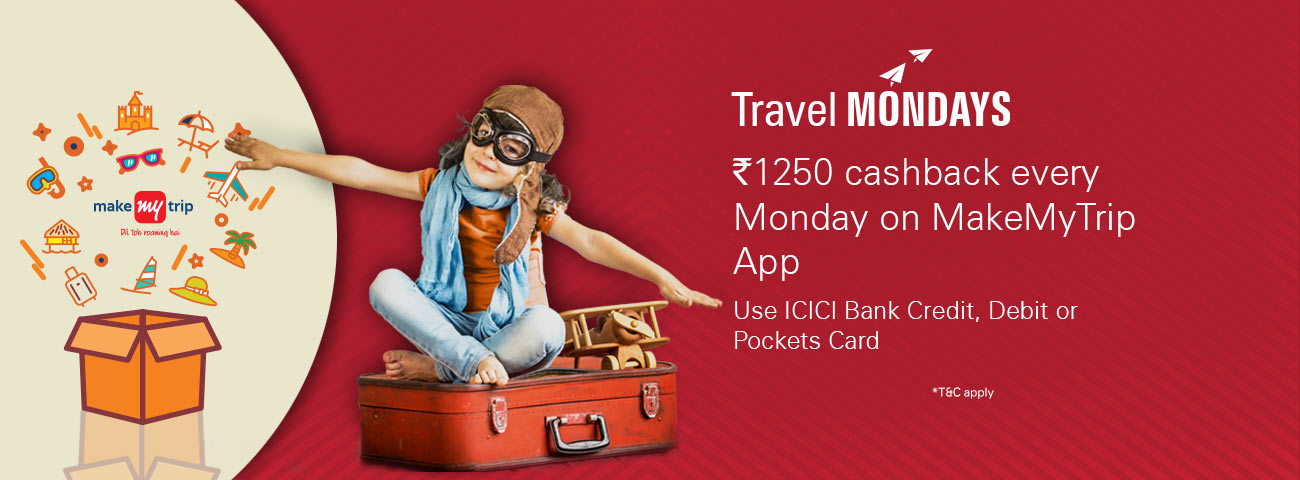 make my trip
Dil toh roaming hai
Travel MONDAYS
₹1250 cashback every
Monday on MakeMyTrip
App
Use ICICI Bank Credit, Debit or
Pockets Card
*T&C apply